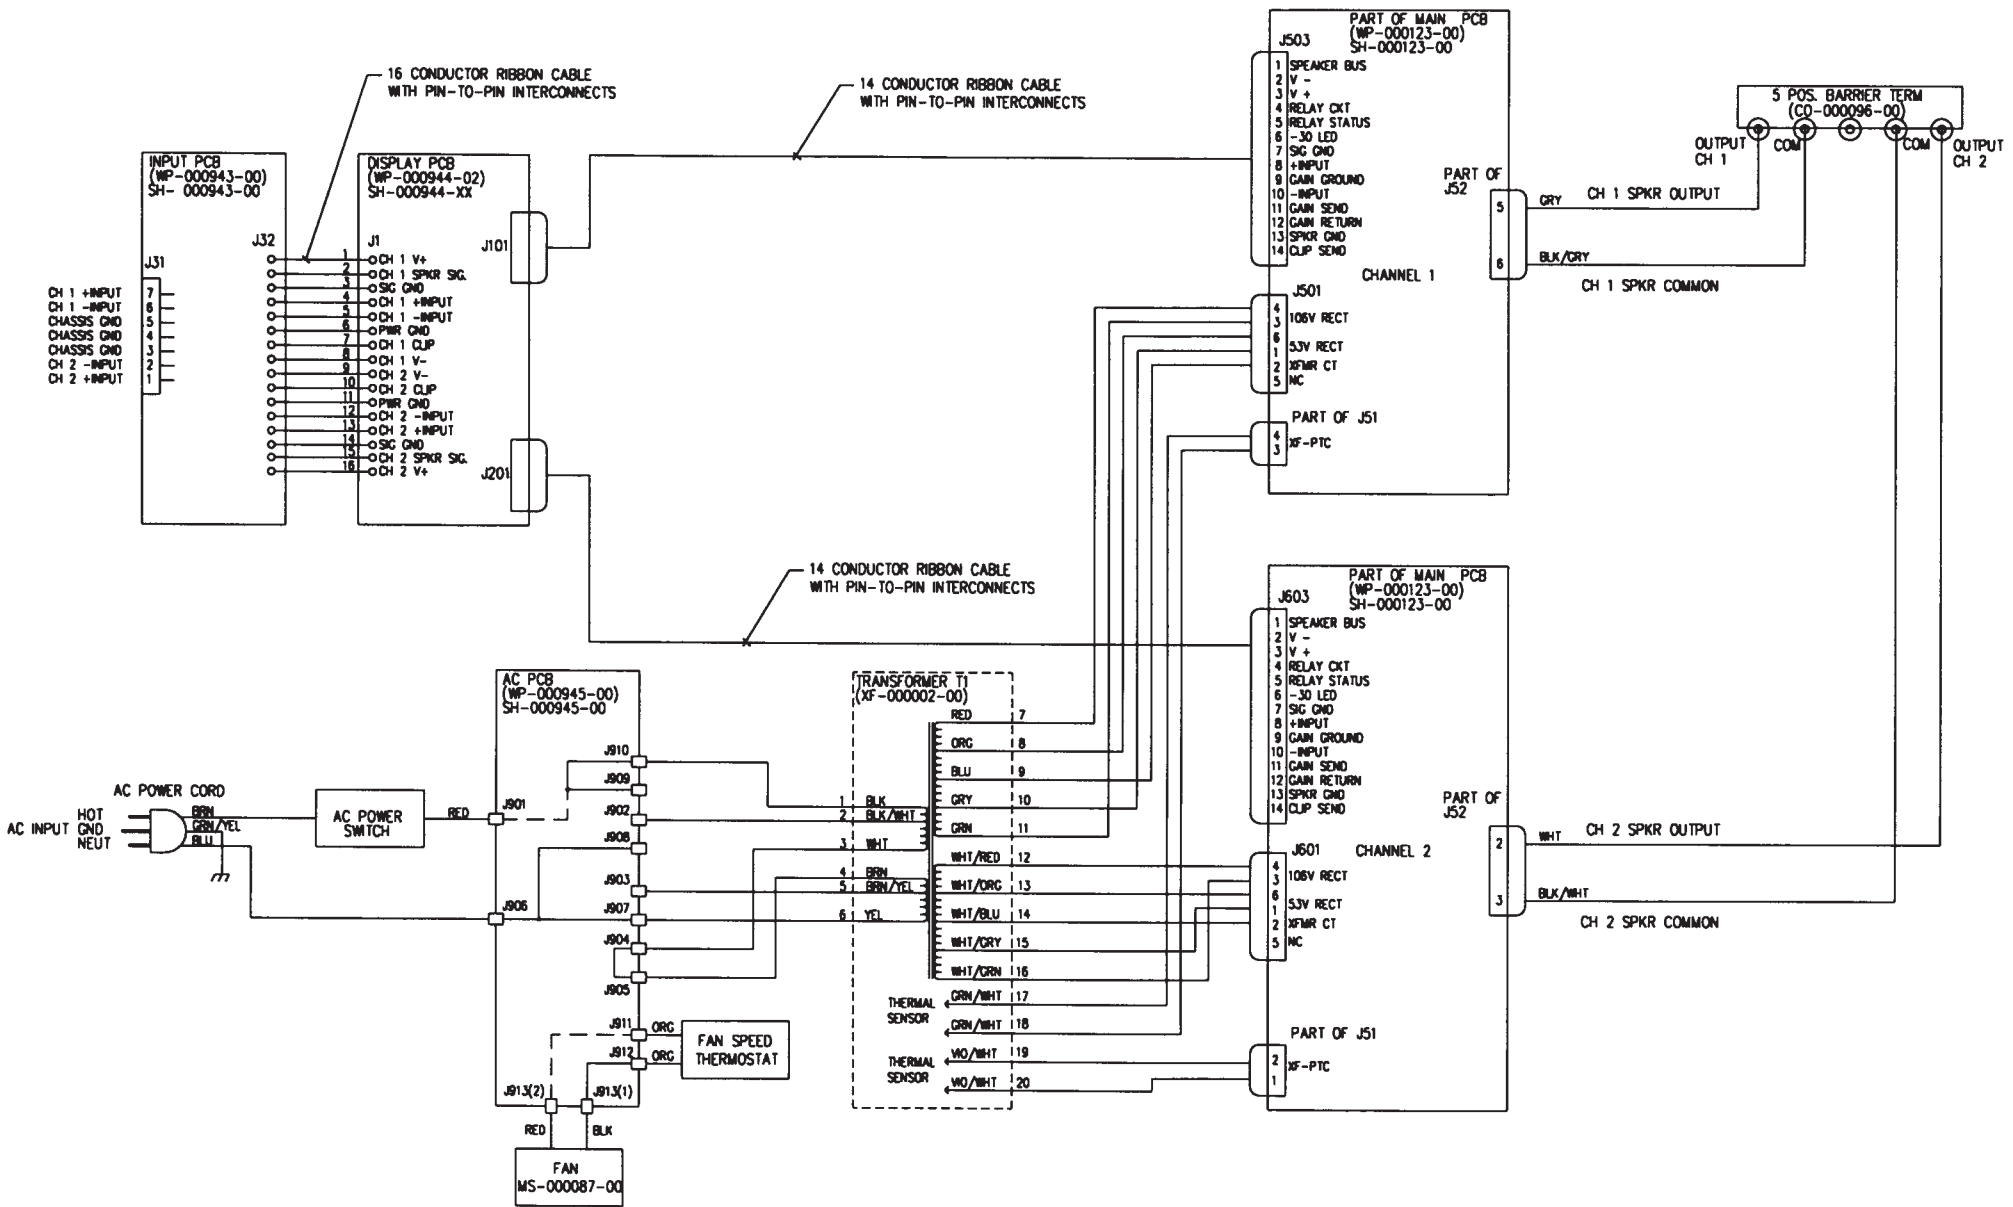 16 CONDUCTOR RIBBON CABLE
WITH PIN-TO-PIN INTERCONNECTS
14 CONDUCTOR RIBBON CABLE
WITH PIN-TO-PIN INTERCONNECTS
INPUT PCB
(WP-000943-00)
SH- 000943-00
J32
J31
CH 1 +INPUT 7
CH 1 -INPUT 6
CHASSIS GND 5
CHASSIS GND 4
CHASSIS GND 3
CH 2 -INPUT 2
CH 2 +INPUT 1
DISPLAY PCB
(WP-000944-02)
SH-000944-XX
J101
J1
1 CH 1 V+
2 CH 1 SPKR SIG.
3 SIG GND
4 CH 1 +INPUT
5 CH 1 -INPUT
6 PWR GND
7 CH 1 CLIP
8 CH 1 V-
9 CH 2 V-
10 CH 2 CLIP
11 PWR GND
12 CH 2 -INPUT
13 CH 2 +INPUT
14 SIG GND
15 CH 2 SPKR SIG.
16 CH 2 V+
J201
PART OF MAIN PCB
(WP-000123-00)
SH-000123-00
J503
1 SPEAKER BUS
2 V -
3 V +
4 RELAY CKT
5 RELAY STATUS
6 -30 LED
7 SIG GND
8 +INPUT
9 GAIN GROUND
10 -INPUT
11 GAIN SEND
12 GAIN RETURN
13 SPKR GND
14 CLIP SEND
CHANNEL 1
J501
4
3 106V RECT
6
1 53V RECT
2 XFMR CT
5 NC
PART OF J51
4
3 XF-PTC
PART OF
J52
5 GRY CH 1 SPKR OUTPUT
6 BLK/GRY
CH 1 SPKR COMMON
5 POS. BARRIER TERM
(CO-000096-00)
OUTPUT
CH 1
COM
COM
OUTPUT
CH 2
14 CONDUCTOR RIBBON CABLE
WITH PIN-TO-PIN INTERCONNECTS
PART OF MAIN PCB
(WP-000123-00)
SH-000123-00
J603
1 SPEAKER BUS
2 V -
3 V +
4 RELAY CKT
5 RELAY STATUS
6 -30 LED
7 SIG GND
8 +INPUT
9 GAIN GROUND
10 -INPUT
11 GAIN SEND
12 GAIN RETURN
13 SPKR GND
14 CLIP SEND
J601 CHANNEL 2
4
3 106V RECT
6
1 53V RECT
2 XFMR CT
5 NC
PART OF J51
2
1 XF-PTC
PART OF
J52
2 WHT CH 2 SPKR OUTPUT
3 BLK/WHT
CH 2 SPKR COMMON
AC POWER CORD
HOT BRN
AC INPUT GND GRN/YEL
NEUT BLU
AC POWER
SWITCH
RED
AC PCB
(WP-000945-00)
SH-000945-00
J910
J909
J901
J902
J908
J903
J906
J907
J904
J905
J911 ORG
J912 ORG
J913(2)
J913(1)
FAN SPEED
THERMOSTAT
RED
BLK
FAN
MS-000087-00
TRANSFORMER T1
(XF-000002-00)
1 BLK
2 BLK/WHT
3 WHT
4 BRN
5 BRN/YEL
6 YEL
RED 7
ORG 8
BLU 9
GRY 10
GRN 11
WHT/RED 12
WHT/ORG 13
WHT/BLU 14
WHT/GRY 15
WHT/GRN 16
THERMAL
SENSOR
GRN/WHT 17
GRN/WHT 18
THERMAL
SENSOR
VIO/WHT 19
VIO/WHT 20